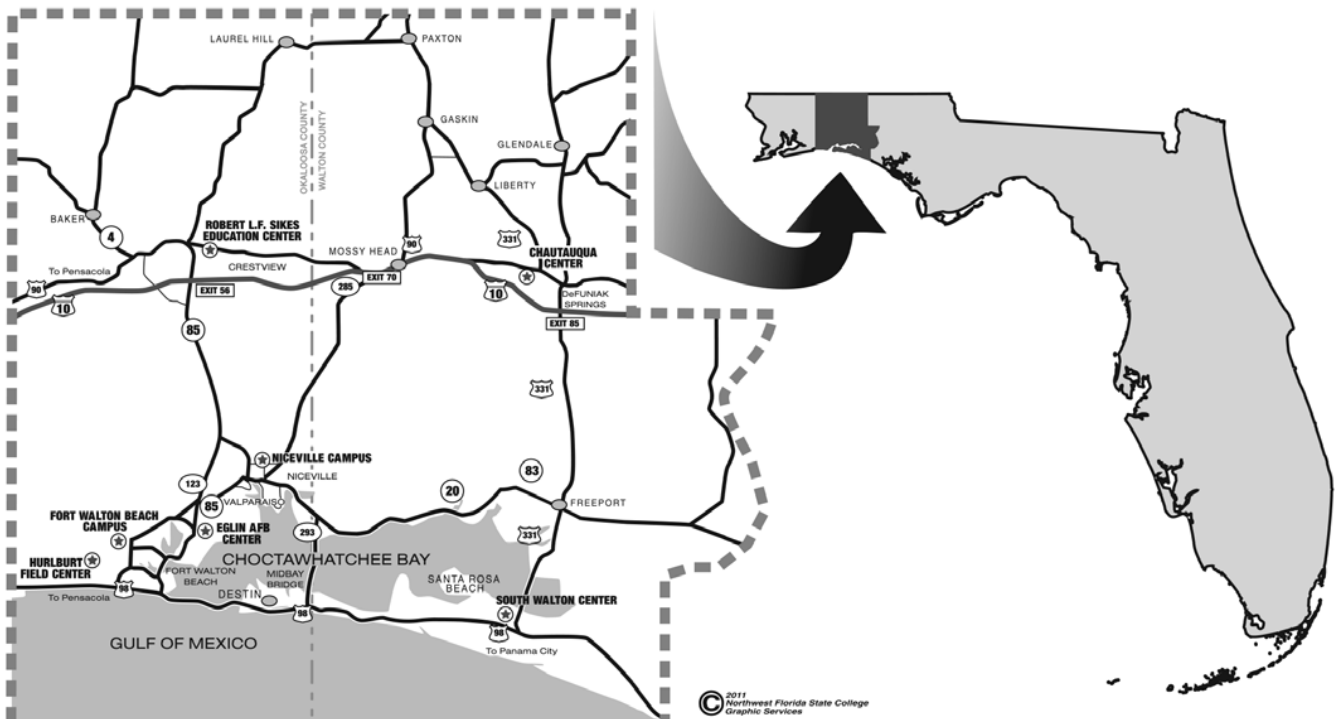 LAUREL HILL
PAXTON
OKALOOSA COUNTY
WALTON COUNTY
GASKIN
GLENDALE
LIBERTY
BAKER
4
ROBERT L.F. SIKES
EDUCATION CENTER
MOSSY HEAD
90
331
CHAUTAUQUA
CENTER
To Pensacola
CRESTVIEW
EXIT 70
90
10
EXIT 56
285
10
DeFUNIAK
SPRINGS
EXIT 85
85
331
NICEVILLE CAMPUS
NICEVILLE
123
85
VALPARAISO
20
83
FREEPORT
FORT WALTON BEACH
CAMPUS
EGLIN AFB
CENTER
293
331
HURLBURT
FIELD CENTER
CHOCTAWHATCHEE BAY
FORT WALTON
BEACH
MIDBAY
BRIDGE
SANTA ROSA
BEACH
98
To Pensacola
DESTIN
98
SOUTH WALTON CENTER
98
To Panama City
GULF OF MEXICO
© 2011
Northwest Florida State College
Graphic Services